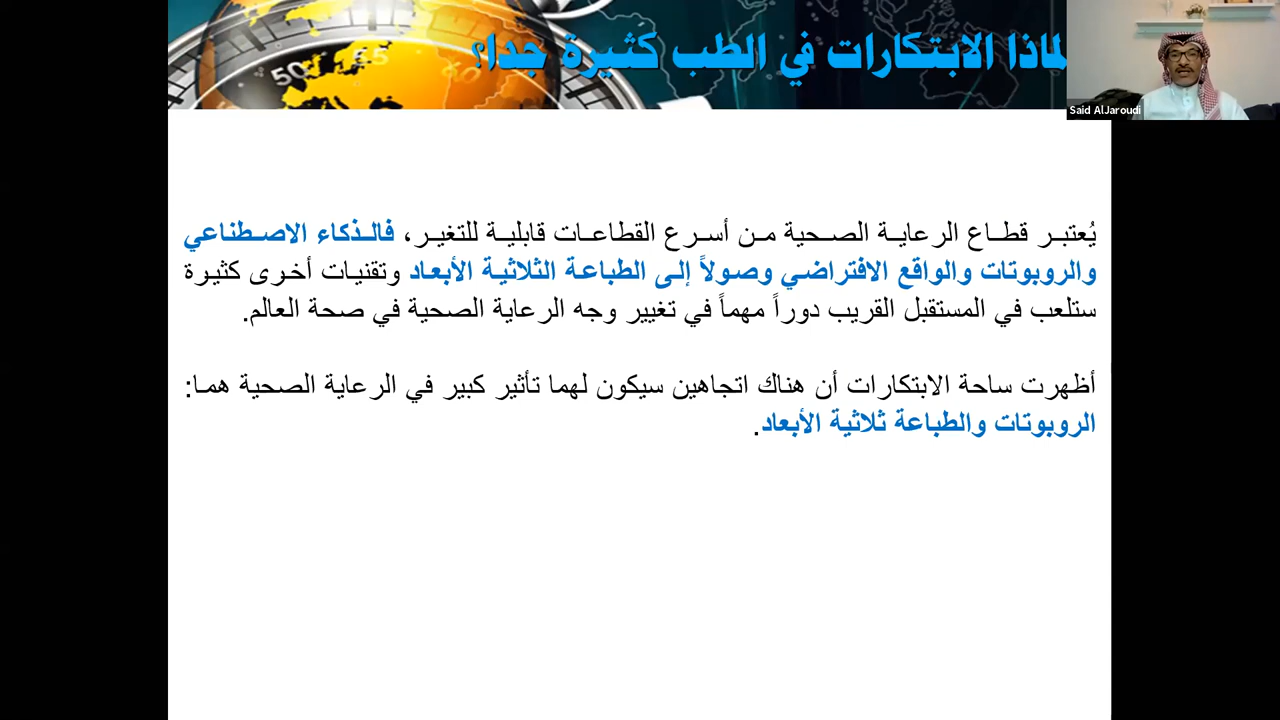 لماذا الابتكارات في الطب كثيرة جدا؟
Said AlJaroudi
50
55
يُعتبر قطاع الرعاية الصحية من أسرع القطاعات قابلية للتغير، فالذكاء الاصطناعي
والروبوتات والواقع الافتراضي وصولاً إلى الطباعة الثلاثية الأبعاد وتقنيات أخرى كثيرة
ستلعب في المستقبل القريب دوراً مهماً في تغيير وجه الرعاية الصحية في صحة العالم.
أظهرت ساحة الابتكارات أن هناك اتجاهين سيكون لهما تأثير كبير في الرعاية الصحية هما:
الروبوتات والطباعة ثلاثية الأبعاد.